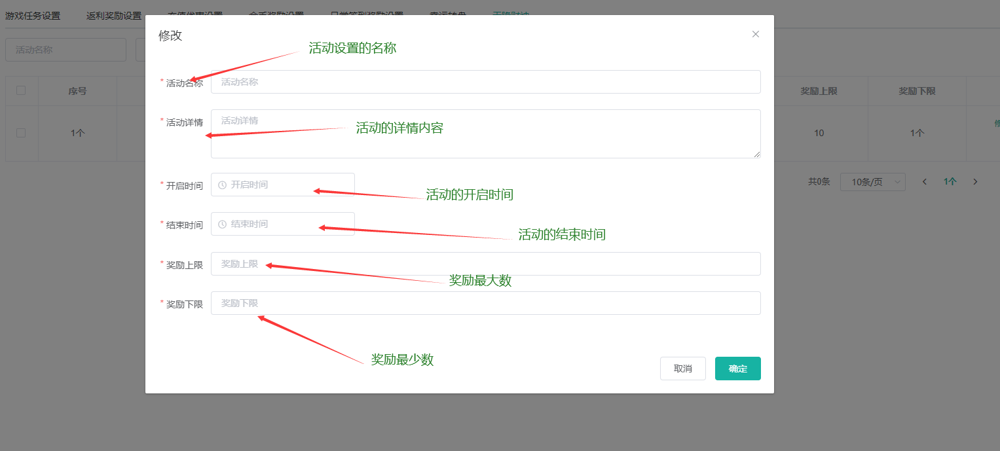 游戏任务设置 返利奖励设置
修改
活动设置的名称
活动名称
* 活动名称 活动名称
序号 奖励上限 奖励下限
* 活动详情 活动详情
活动的详情内容
1个 10 1个
* 开启时间 开启时间
活动的开启时间
共0条 10条/页 1个
* 结束时间 结束时间
活动的结束时间
* 奖励上限 奖励上限
奖励最大数
* 奖励下限 奖励下限
奖励最少数
取消 确定